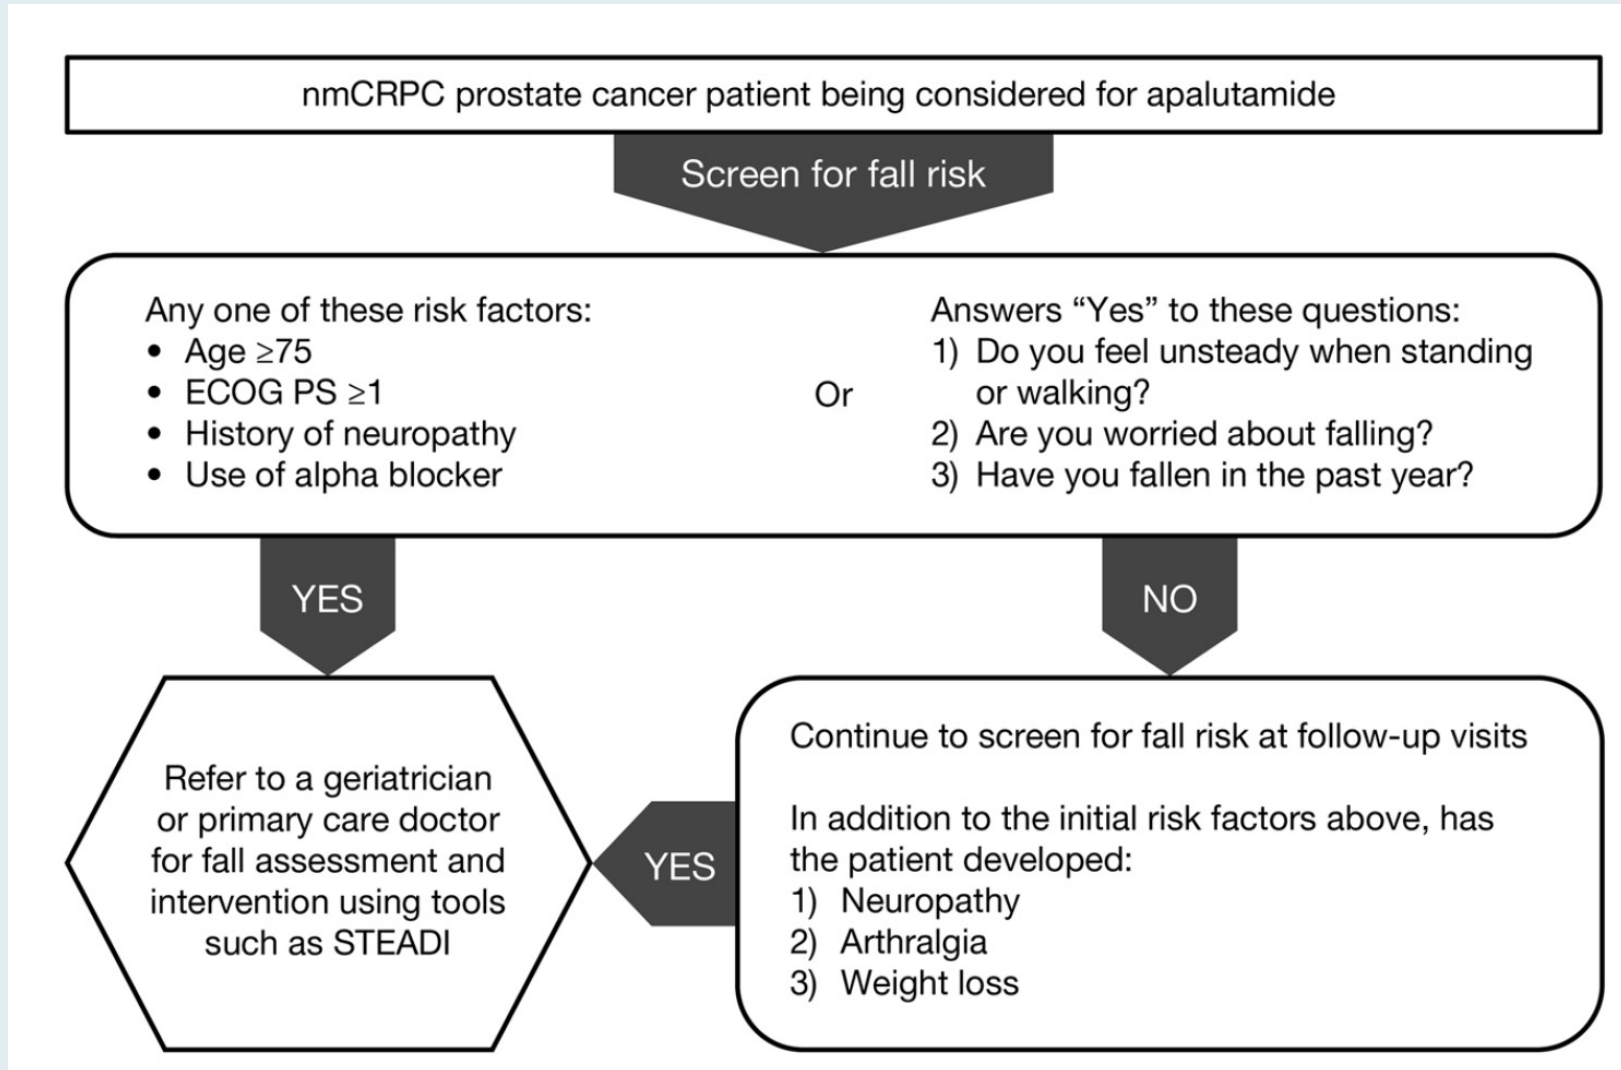 nmCRPC prostate cancer patient being considered for apalutamide
Screen for fall risk
Any one of these risk factors:
• Age ≥75
• ECOG PS ≥1
• History of neuropathy
• Use of alpha blocker
Or
Answers “Yes” to these questions:
1) Do you feel unsteady when standing
or walking?
2) Are you worried about falling?
3) Have you fallen in the past year?
YES
NO
Refer to a geriatrician
or primary care doctor
for fall assessment and
intervention using tools
such as STEADI
YES
Continue to screen for fall risk at follow-up visits
In addition to the initial risk factors above, has
the patient developed:
1) Neuropathy
2) Arthralgia
3) Weight loss